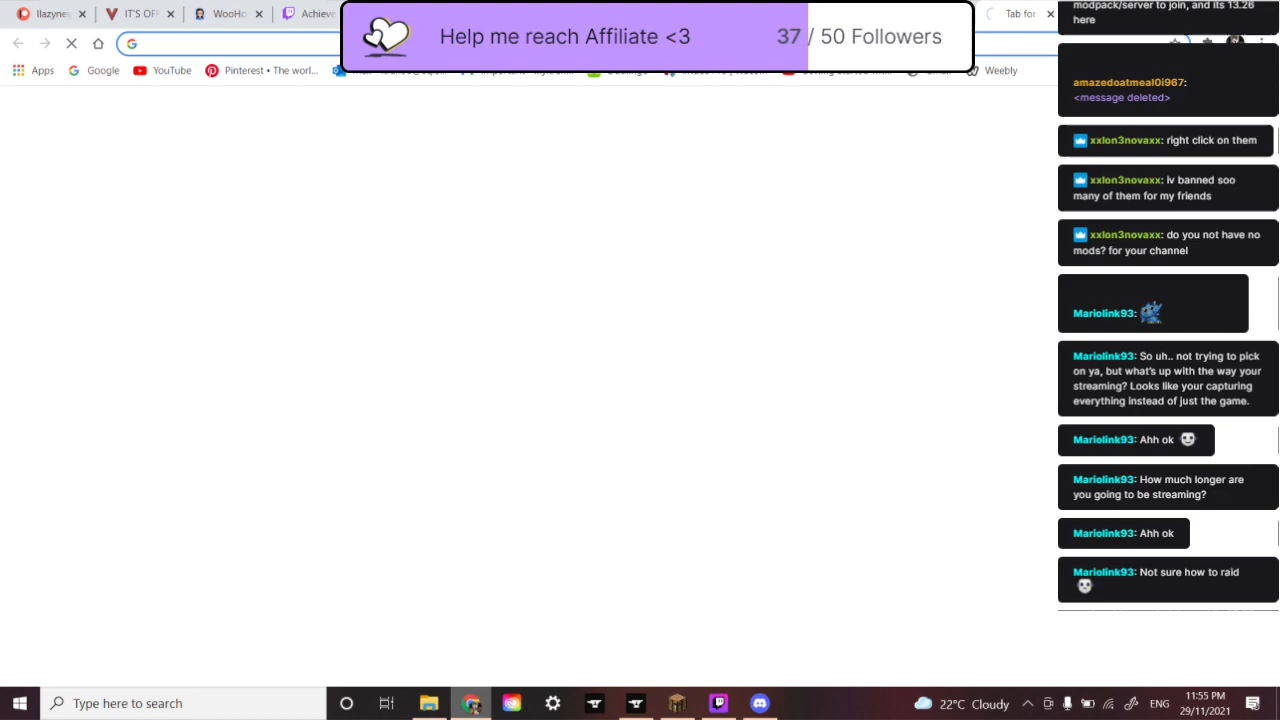 llazyne
IT'S OFF
WooHo
Achieve
Tab for
Help me reach Affiliate <3
37 / 50 Followers
Apps
Google
YouTube
Pinterest • The worl...
Weebly
modpack/server to join, and its 13.26
here
amazedoatmeal0i967:
<message deleted>
xxlon3novaxx: right click on them
xxlon3novaxx: iv banned soo
many of them for my friends
xxlon3novaxx: do you not have no
mods? for your channel
Mariolink93:
Mariolink93: So uh.. not trying to pick
on ya, but what's up with the way your
streaming? Looks like your capturing
everything instead of just the game.
Mariolink93: Ahh ok
Mariolink93: How much longer are
you going to be streaming?
Mariolink93: Ahh ok
Mariolink93: Not sure how to raid
Type here to search
22°C Cloudy
ENG
11:55 PM
29/11/2021